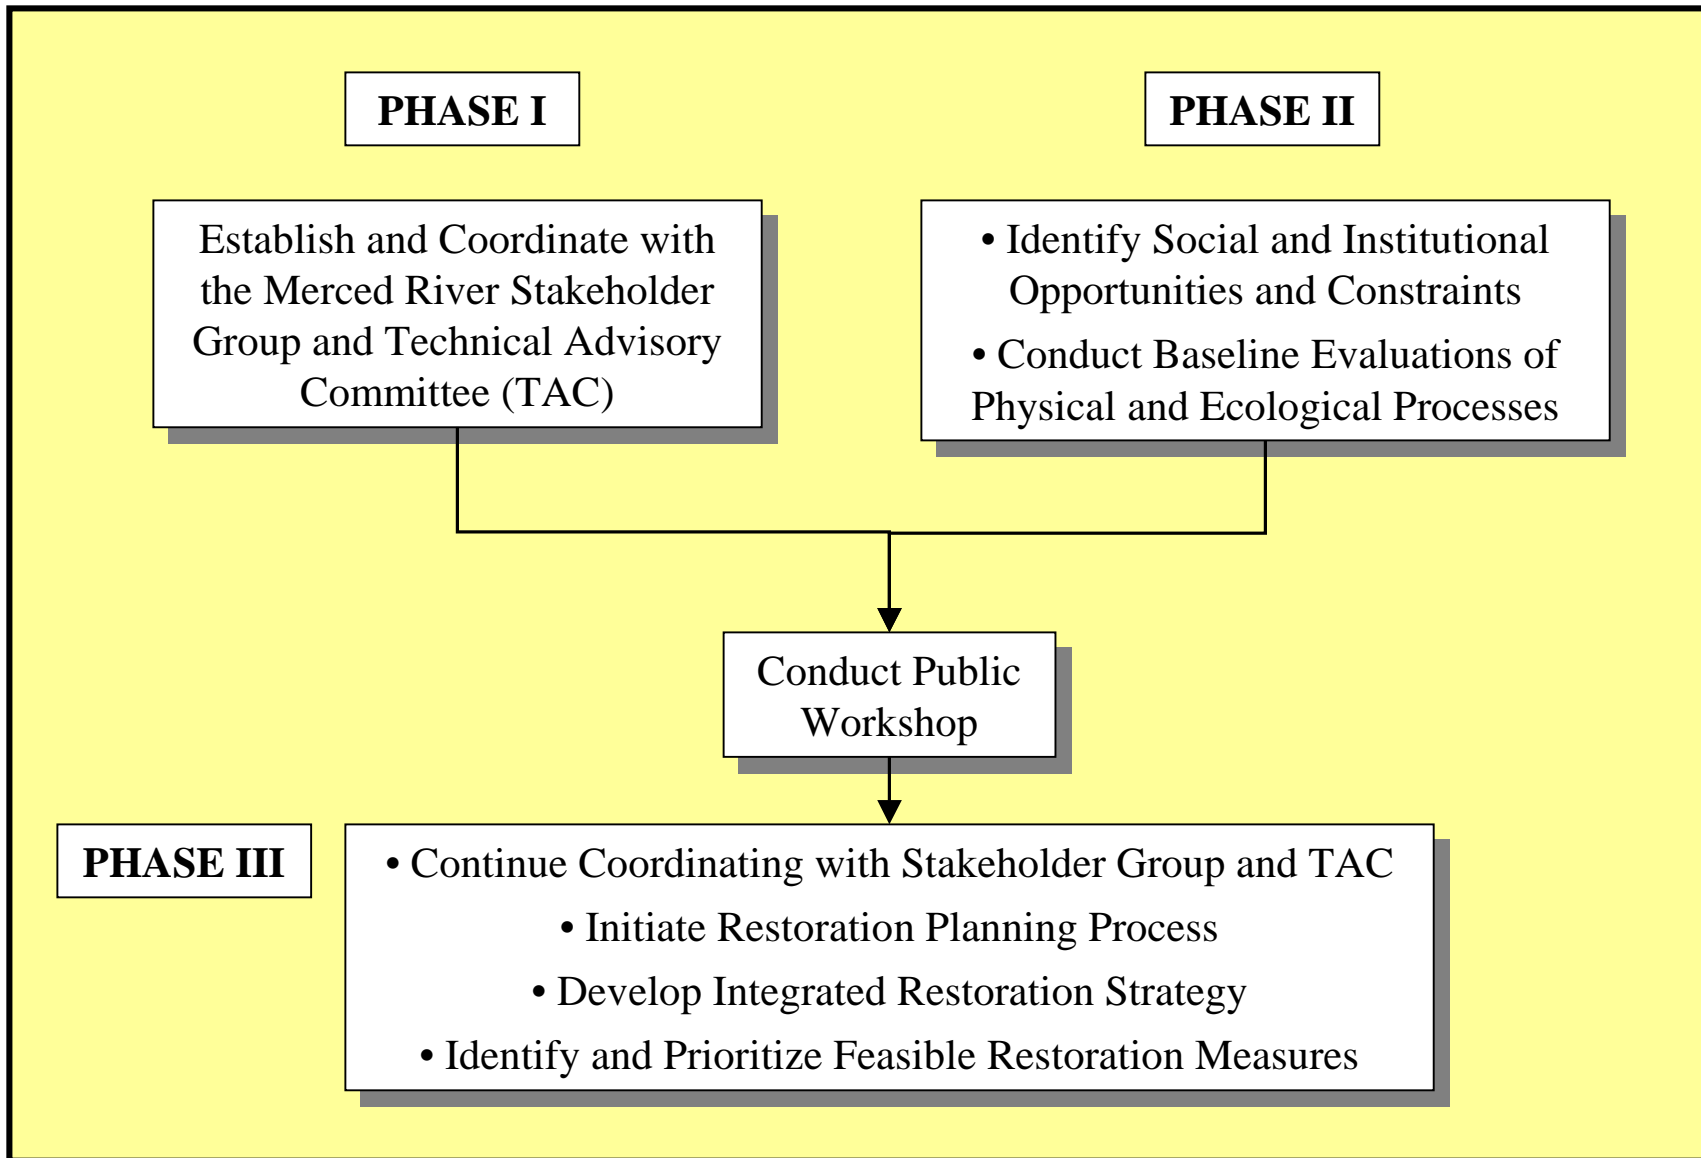 PHASE I
PHASE II
Establish and Coordinate with
the Merced River Stakeholder
Group and Technical Advisory
Committee (TAC)
• Identify Social and Institutional
Opportunities and Constraints
• Conduct Baseline Evaluations of
Physical and Ecological Processes
Conduct Public
Workshop
PHASE III
• Continue Coordinating with Stakeholder Group and TAC
• Initiate Restoration Planning Process
• Develop Integrated Restoration Strategy
• Identify and Prioritize Feasible Restoration Measures